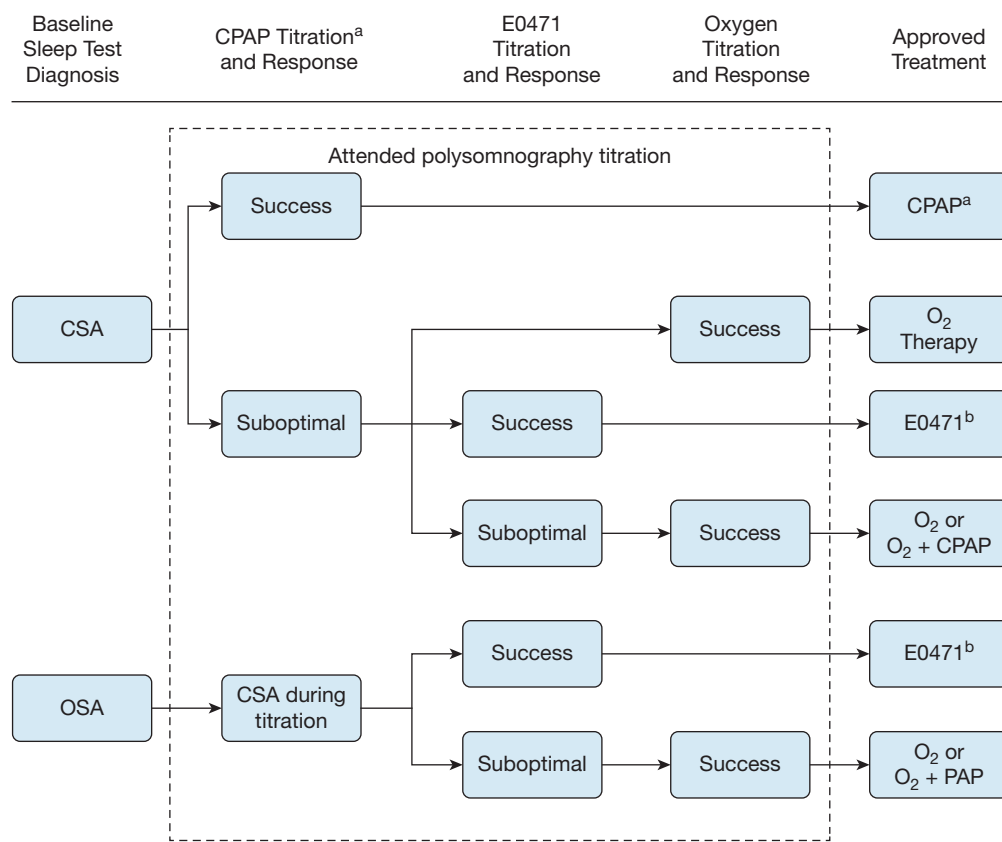 Baseline
Sleep Test
Diagnosis
CPAP Titrationᵃ
and Response
E0471
Titration
and Response
Oxygen
Titration
and Response
Approved
Treatment
Attended polysomnography titration
Success
CPAPᵃ
CSA
Success
O₂
Therapy
Suboptimal
Success
E0471ᵇ
Suboptimal
Success
O₂ or
O₂ + CPAP
Success
E0471ᵇ
OSA
CSA during
titration
Suboptimal
Success
O₂ or
O₂ + PAP